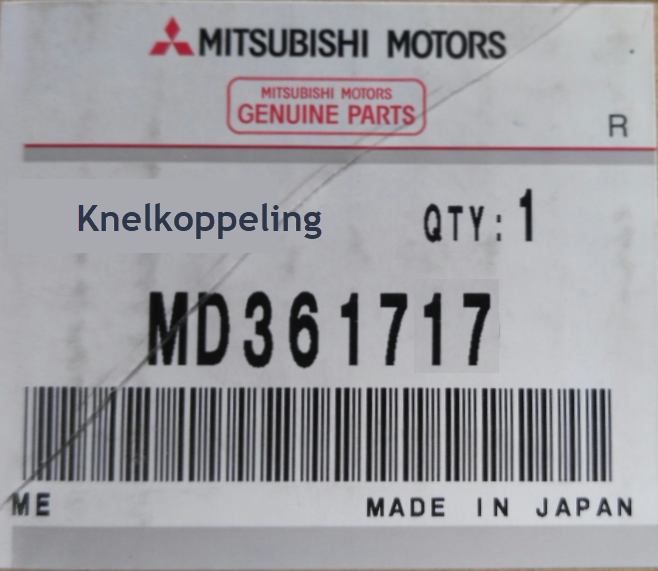 MITSUBISHI MOTORS
MITSUBISHI MOTORS
GENUINE PARTS
R
Knelkoppeling QTY: 1
MD361717
ME MADE IN JAPAN